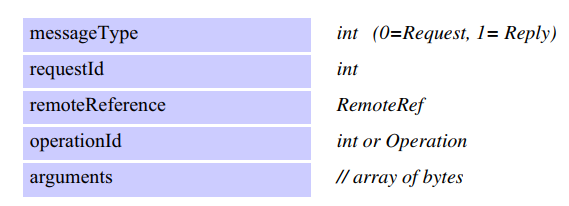 messageType int (0=Request, 1= Reply)
requestId int
remoteReference RemoteRef
operationId int or Operation
arguments // array of bytes